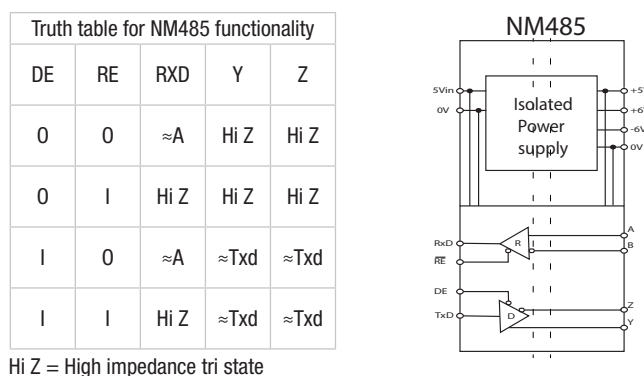 Truth table for NM485 functionality
DE RE RXD Y Z
0 0 ≈A Hi Z Hi Z
0 I Hi Z Hi Z Hi Z
I 0 ≈A ≈Txd ≈Txd
I I Hi Z ≈Txd ≈Txd
Hi Z = High impedance tri state
NM485
5Vin
0V
Isolated
Power
supply
+5
+6
-6V
0V
A
B
RxD
R
RE
DE
TxD
D
Z
Y